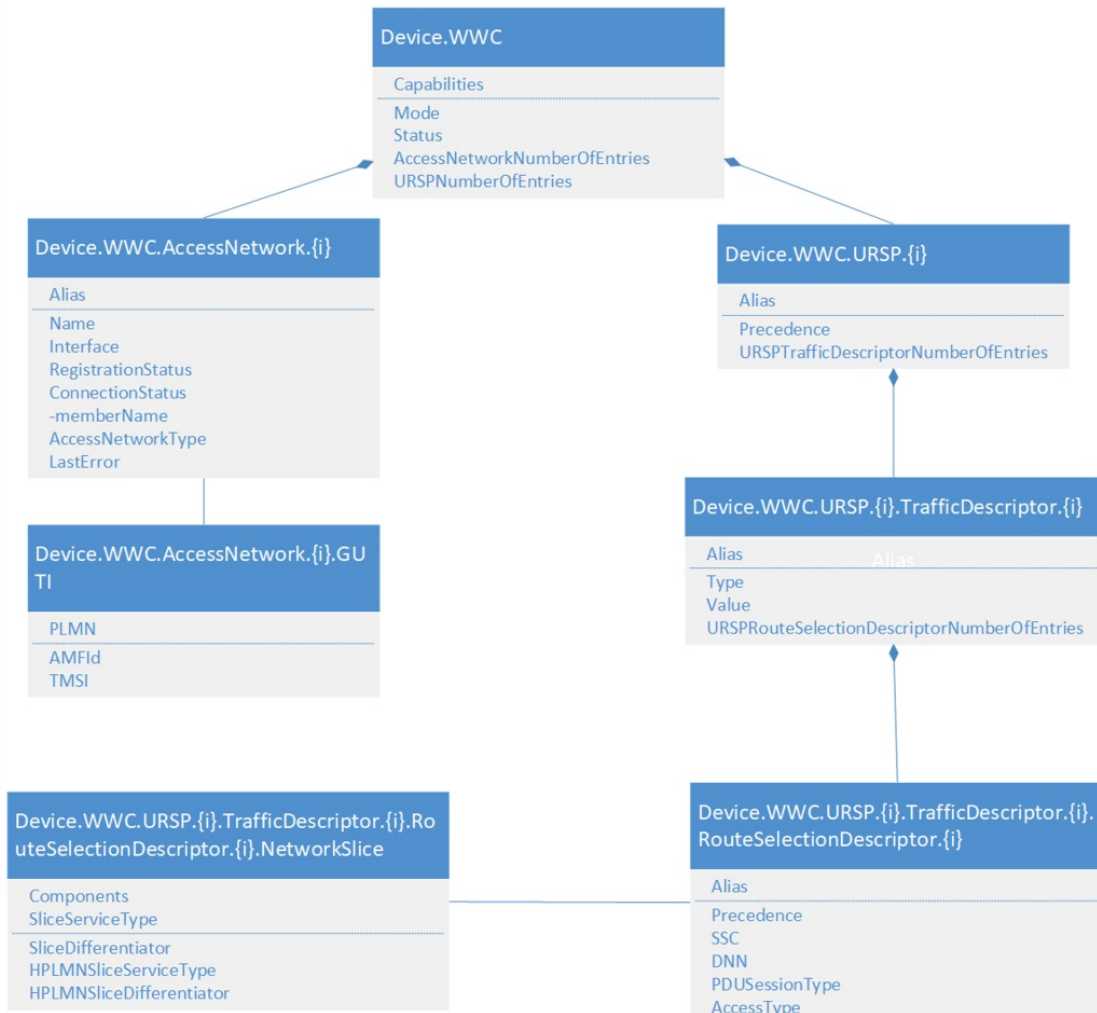 Device.WWC
Capabilities
Mode
Status
AccessNetworkNumberOfEntries
URSPNumberOfEntries
Device.WWC.AccessNetwork.{i}
Alias
Name
Interface
RegistrationStatus
ConnectionStatus
-memberName
AccessNetworkType
LastError
Device.WWC.URSP.{i}
Alias
Precedence
URSPTrafficDescriptorNumberOfEntries
Device.WWC.AccessNetwork.{i}.GU
TI
PLMN
AMFId
TMSI
Device.WWC.URSP.{i}.TrafficDescriptor.{i}
Alias
Alias
Type
Value
URSPRouteSelectionDescriptorNumberOfEntries
Device.WWC.URSP.{i}.TrafficDescriptor.{i}.Ro
uteSelectionDescriptor.{i}.NetworkSlice
Components
SliceServiceType
SliceDifferentiator
HPLMNSliceServiceType
HPLMNSliceDifferentiator
Device.WWC.URSP.{i}.TrafficDescriptor.{i}.
RouteSelectionDescriptor.{i}
Alias
Precedence
SSC
DNN
PDUSessionType
AccessType